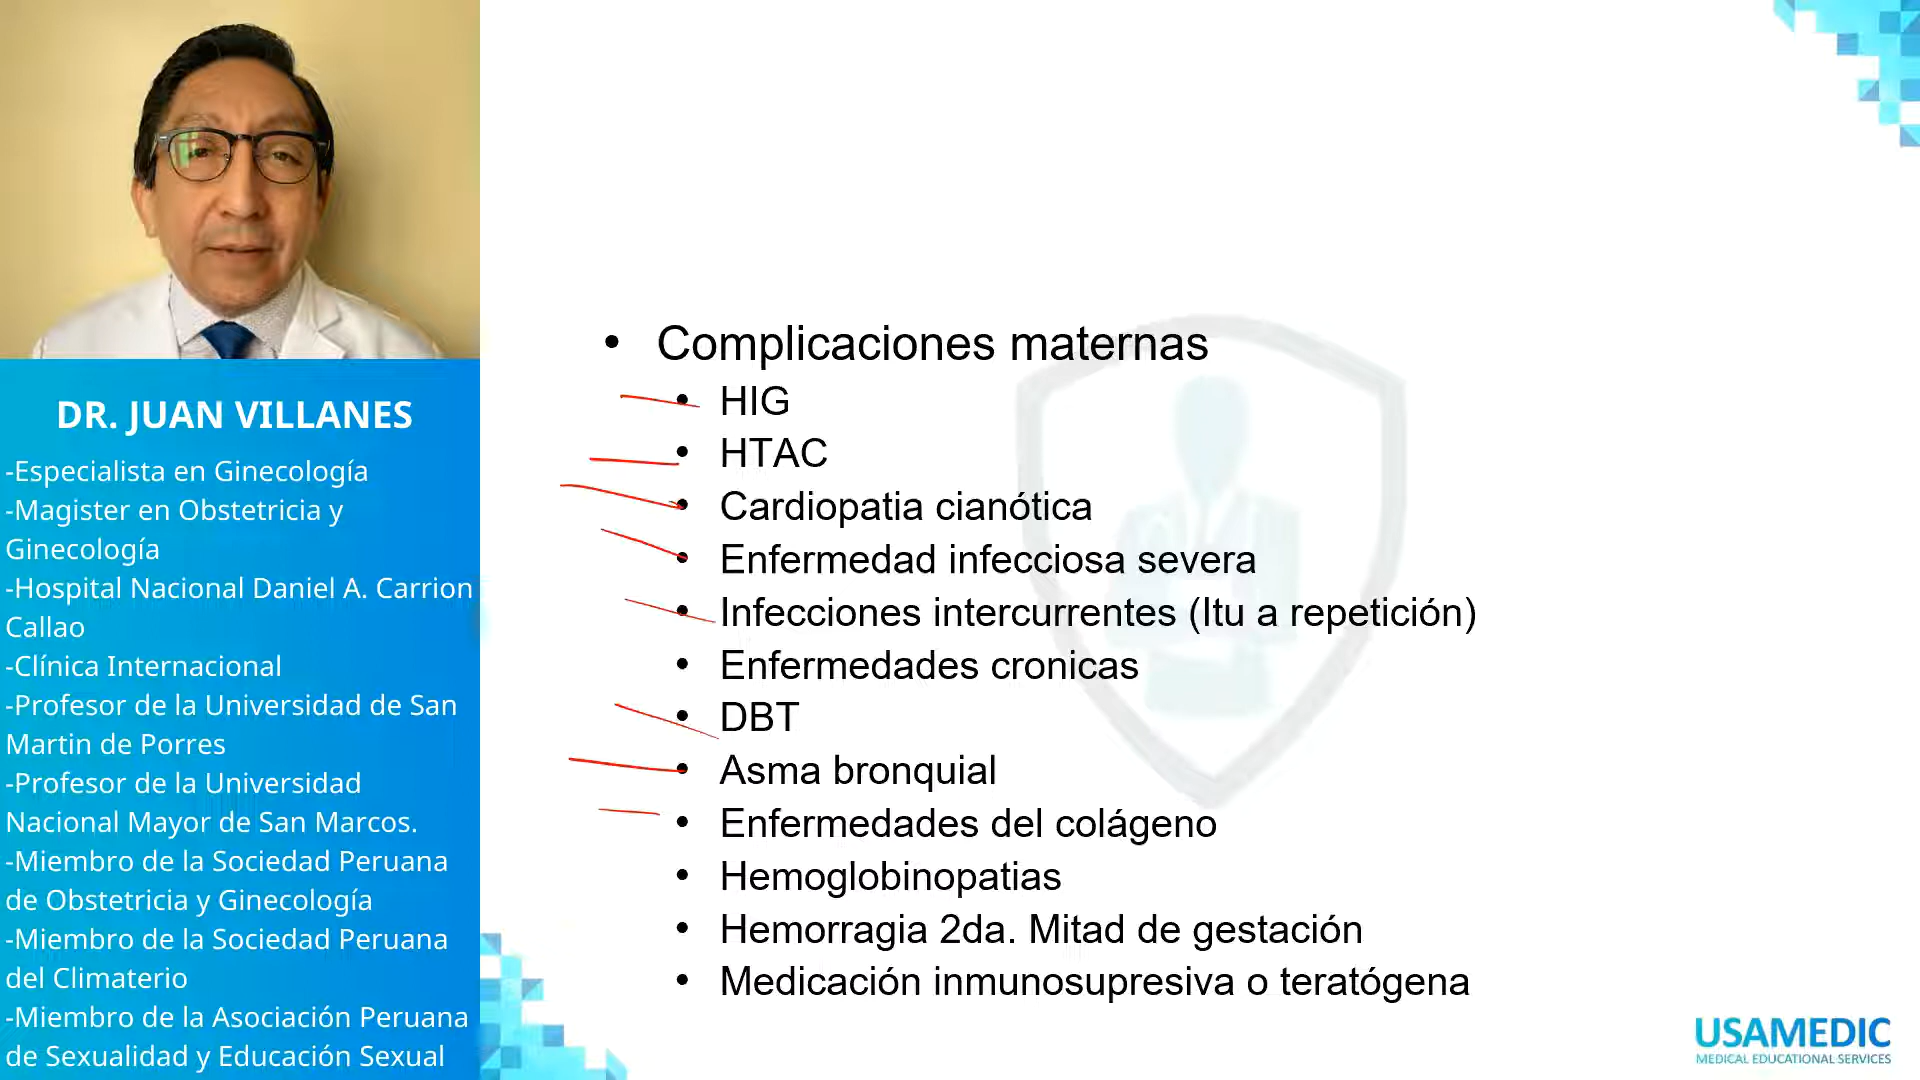 DR. JUAN VILLANES
-Especialista en Ginecología
-Magister en Obstetricia y
Ginecología
-Hospital Nacional Daniel A. Carrion
Callao
-Clínica Internacional
-Profesor de la Universidad de San
Martin de Porres
-Profesor de la Universidad
Nacional Mayor de San Marcos.
-Miembro de la Sociedad Peruana
de Obstetricia y Ginecología
-Miembro de la Sociedad Peruana
del Climaterio
-Miembro de la Asociación Peruana
de Sexualidad y Educación Sexual
• Complicaciones maternas
• HIG
• HTAC
• Cardiopatia cianótica
• Enfermedad infecciosa severa
• Infecciones intercurrentes (Itu a repetición)
• Enfermedades cronicas
• DBT
• Asma bronquial
• Enfermedades del colágeno
• Hemoglobinopatias
• Hemorragia 2da. Mitad de gestación
• Medicación inmunosupresiva o teratógena
USAMEDIC
MEDICAL EDUCATIONAL SERVICES